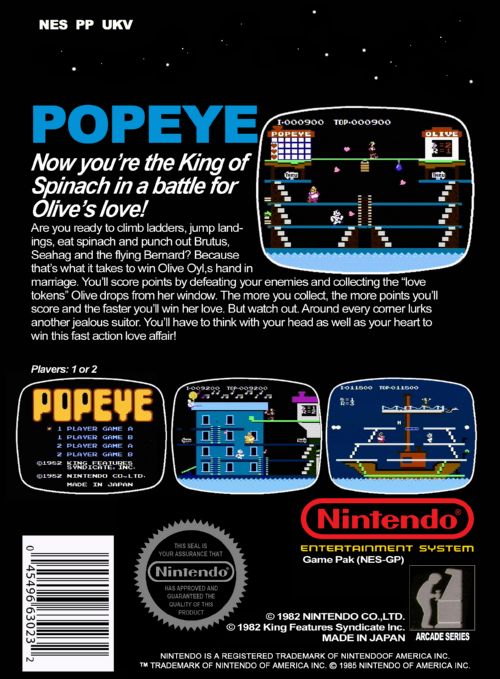 NES PP UKV
POPEYE
Now you're the King of
Spinach in a battle for
Olive's love!
Are you ready to climb ladders, jump land-
ings, eat spinach and punch out Brutus,
Seahag and the flying Bernard? Because
that's what it takes to win Olive Oyl,s hand in
marriage. You'll score points by defeating your enemies and collecting the "love
tokens" Olive drops from her window. The more you collect, the more points you'll
score and the faster you'll win her love. But watch out. Around every corner lurks
another jealous suitor. You'll have to think with your head as well as your heart to
win this fast action love affair!
I-000900 TOP-000900
POPEYE OLIVE
Players: 1 or 2
POPEYE
1 PLAYER GAME A
1 PLAYER GAME B
2 PLAYER GAME A
2 PLAYER GAME B
©1982 KING FEATURES
SYNDICATE, INC.
©1982 NINTENDO CO.,LTD.
MADE IN JAPAN
I-009200 TOP-009200
I-011800 TOP-011800
Nintendo®
ENTERTAINMENT SYSTEM
Game Pak (NES-GP)
THIS SEAL IS
YOUR ASSURANCE THAT
Nintendo
HAS APPROVED AND
GUARANTEED THE
QUALITY OF THIS
PRODUCT
0 45496 63023 2
© 1982 NINTENDO CO.,LTD.
© 1982 King Features Syndicate Inc.
MADE IN JAPAN
ARCADE SERIES
NINTENDO IS A REGISTERED TRADEMARK OF NINTENDOOF AMERICA INC.
™ TRADEMARK OF NINTENDO OF AMERICA INC. © 1985 NINTENDO OF AMERICA INC.